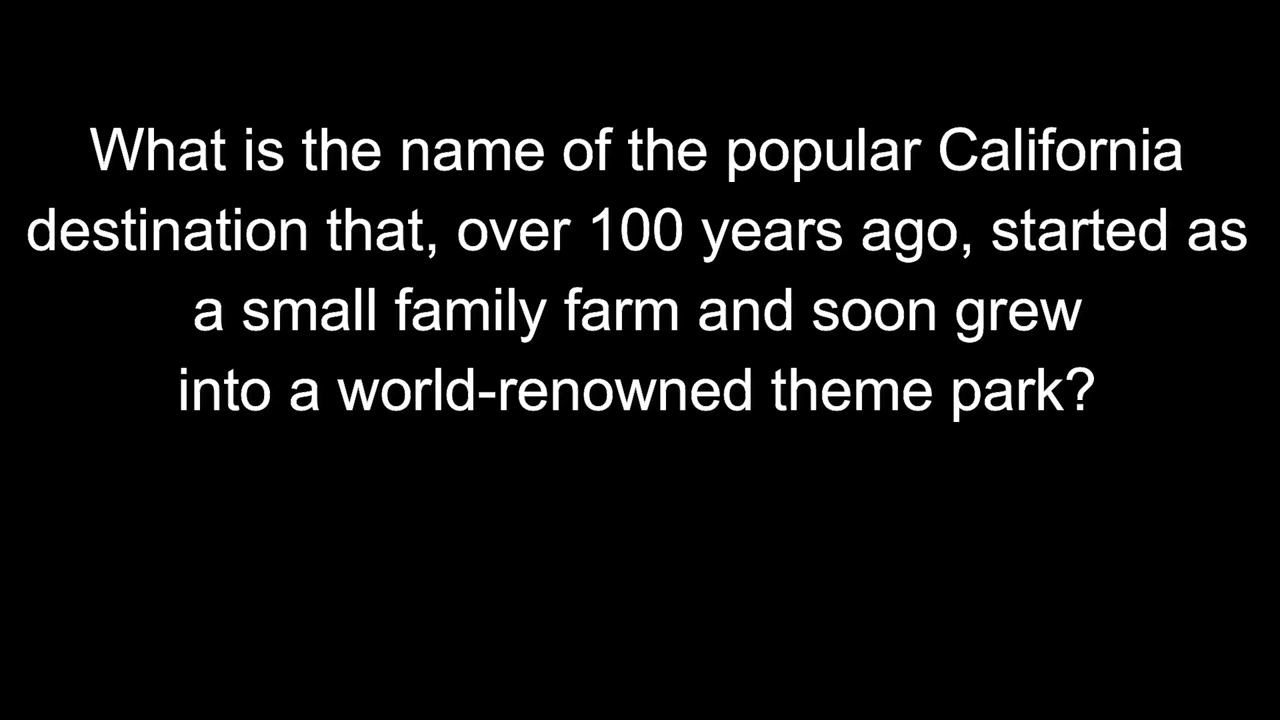 What is the name of the popular California
destination that, over 100 years ago, started as
a small family farm and soon grew
into a world-renowned theme park?